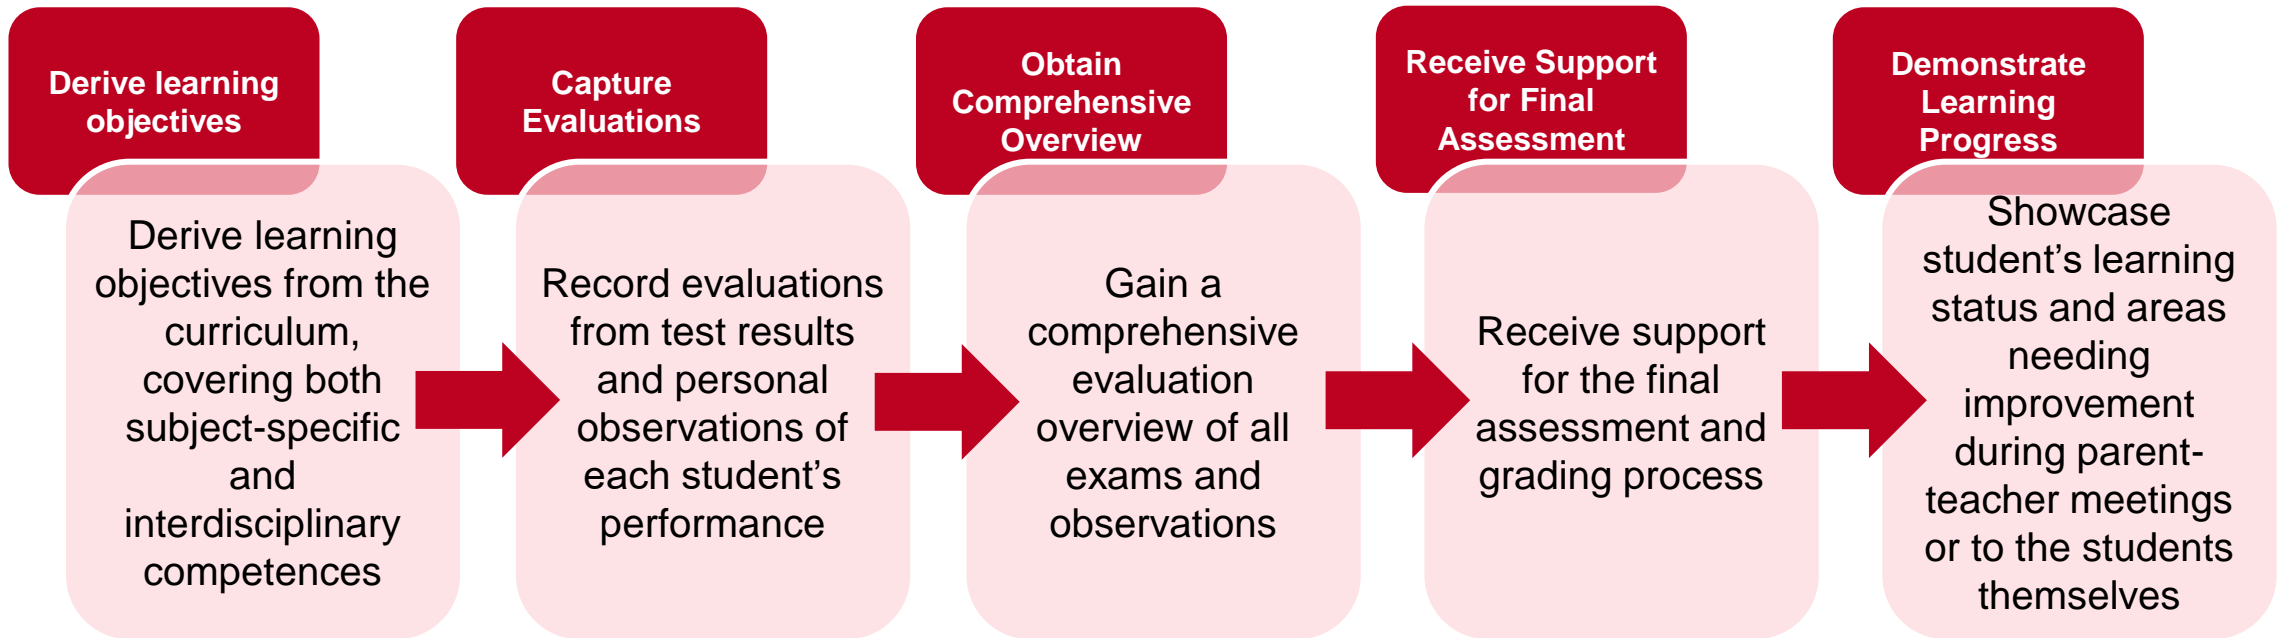 Derive learning
objectives
Derive learning
objectives from the
curriculum,
covering both
subject-specific
and
interdisciplinary
competences
Capture
Evaluations
Record evaluations
from test results
and personal
observations of
each student’s
performance
Obtain
Comprehensive
Overview
Gain a
comprehensive
evaluation
overview of all
exams and
observations
Receive Support
for Final
Assessment
Receive support
for the final
assessment and
grading process
Demonstrate
Learning
Progress
Showcase
student’s learning
status and areas
needing
improvement
during parent-
teacher meetings
or to the students
themselves